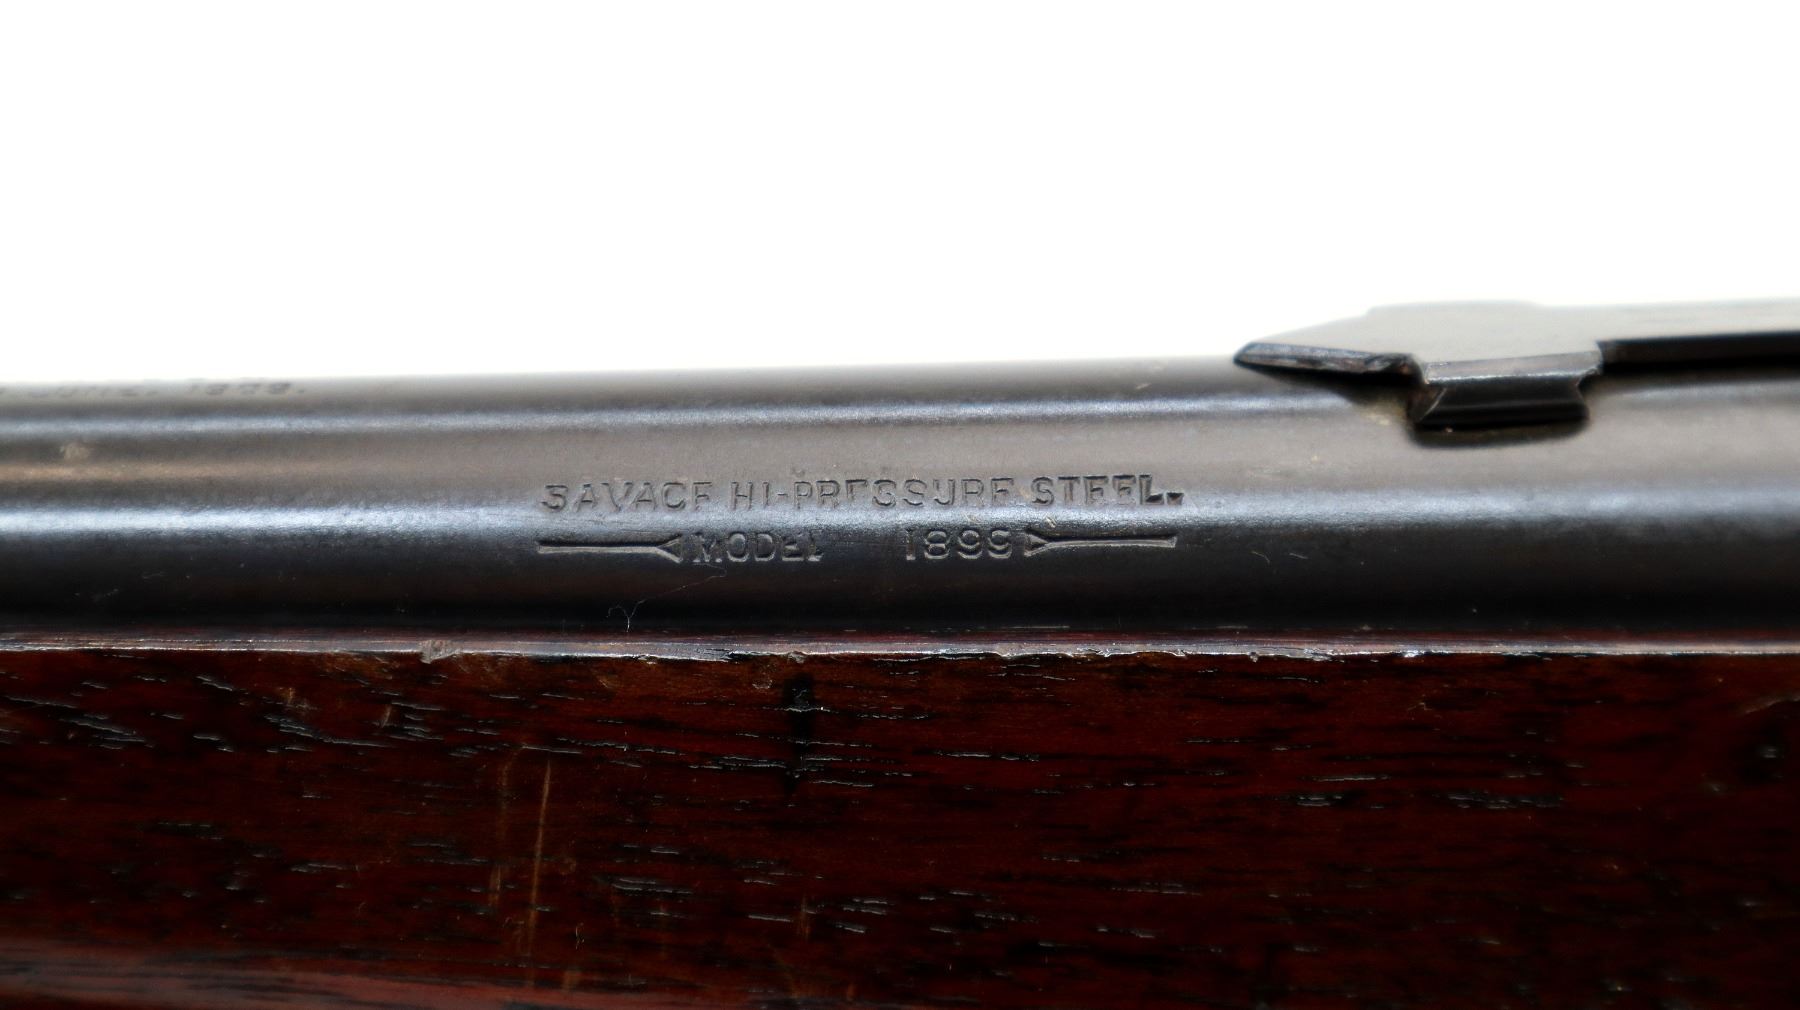 SAVAGE HI-PRESSURE STEEL.
MODEL 1899